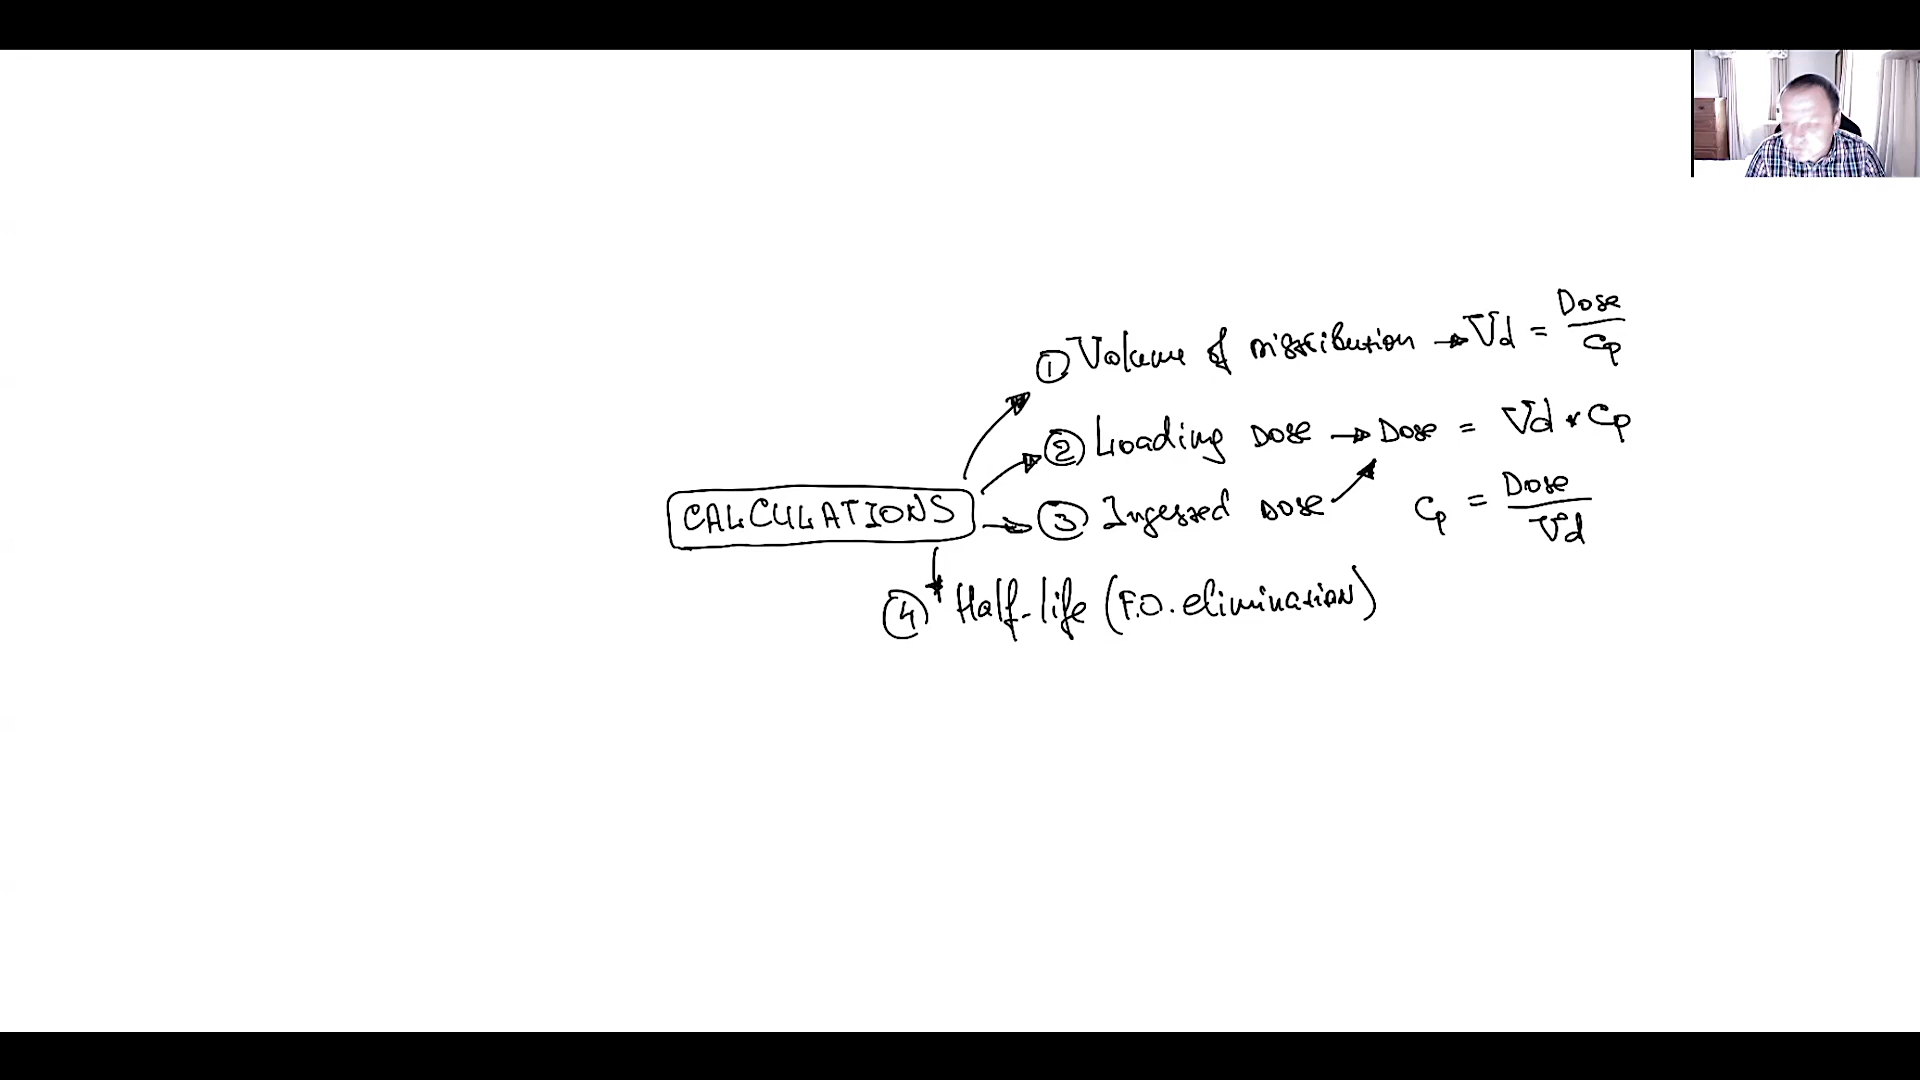 ① Volume of Distribution → Vd = Dose / Cp
② Loading Dose → Dose = Vd * Cp
CALCULATIONS
③ Ingested Dose
Cp = Dose / Vd
④ Half-life (F.O. elimination)